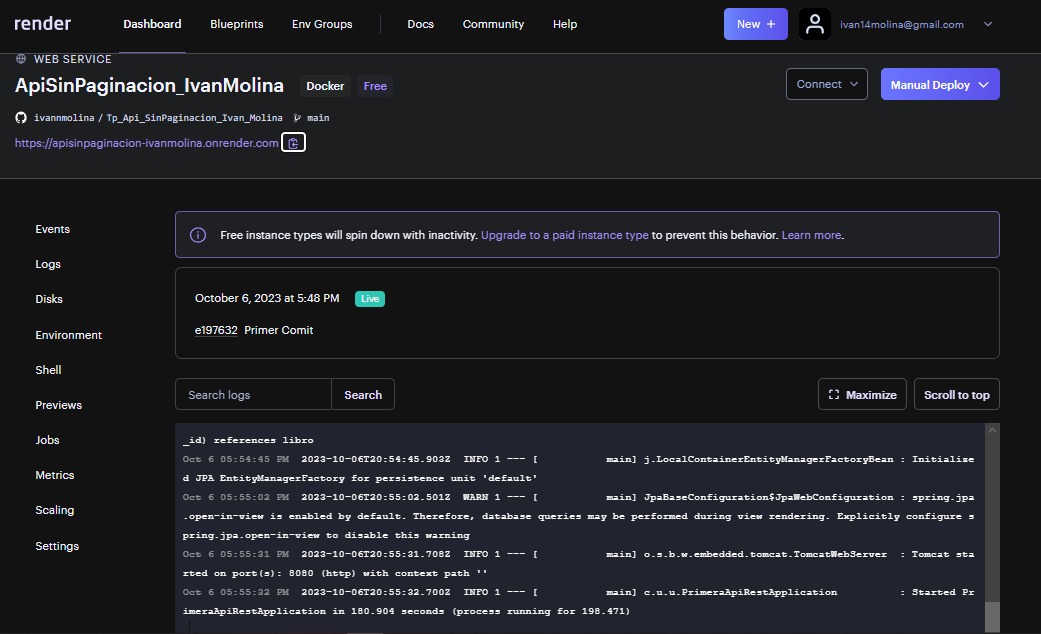 render Dashboard Blueprints Env Groups Docs Community Help New + ivan14molina@gmail.com
WEB SERVICE
ApiSinPaginacion_IvanMolina Docker Free Connect Manual Deploy
ivannmolina / Tp_Api_SinPaginacion_Ivan_Molina main
https://apisinpaginacion-ivanmolina.onrender.com
Events
Logs
Disks
Environment
Shell
Previews
Jobs
Metrics
Scaling
Settings
Free instance types will spin down with inactivity. Upgrade to a paid instance type to prevent this behavior. Learn more.
October 6, 2023 at 5:48 PM Live
e197632 Primer Comit
Search logs Search Maximize Scroll to top
_id) references libro
Oct 6 05:54:45 PM 2023-10-06T20:54:45.903Z INFO 1 --- [ main] j.LocalContainerEntityManagerFactoryBean : Initialize
d JPA EntityManagerFactory for persistence unit 'default'
Oct 6 05:55:02 PM 2023-10-06T20:55:02.501Z WARN 1 --- [ main] JpaBaseConfiguration$JpaWebConfiguration : spring.jpa
.open-in-view is enabled by default. Therefore, database queries may be performed during view rendering. Explicitly configure s
pring.jpa.open-in-view to disable this warning
Oct 6 05:55:31 PM 2023-10-06T20:55:31.708Z INFO 1 --- [ main] o.s.b.w.embedded.tomcat.TomcatWebServer : Tomcat sta
rted on port(s): 8080 (http) with context path ''
Oct 6 05:55:32 PM 2023-10-06T20:55:32.700Z INFO 1 --- [ main] c.u.u.PrimeraApiRestApplication : Started Pr
imeraApiRestApplication in 180.904 seconds (process running for 198.471)